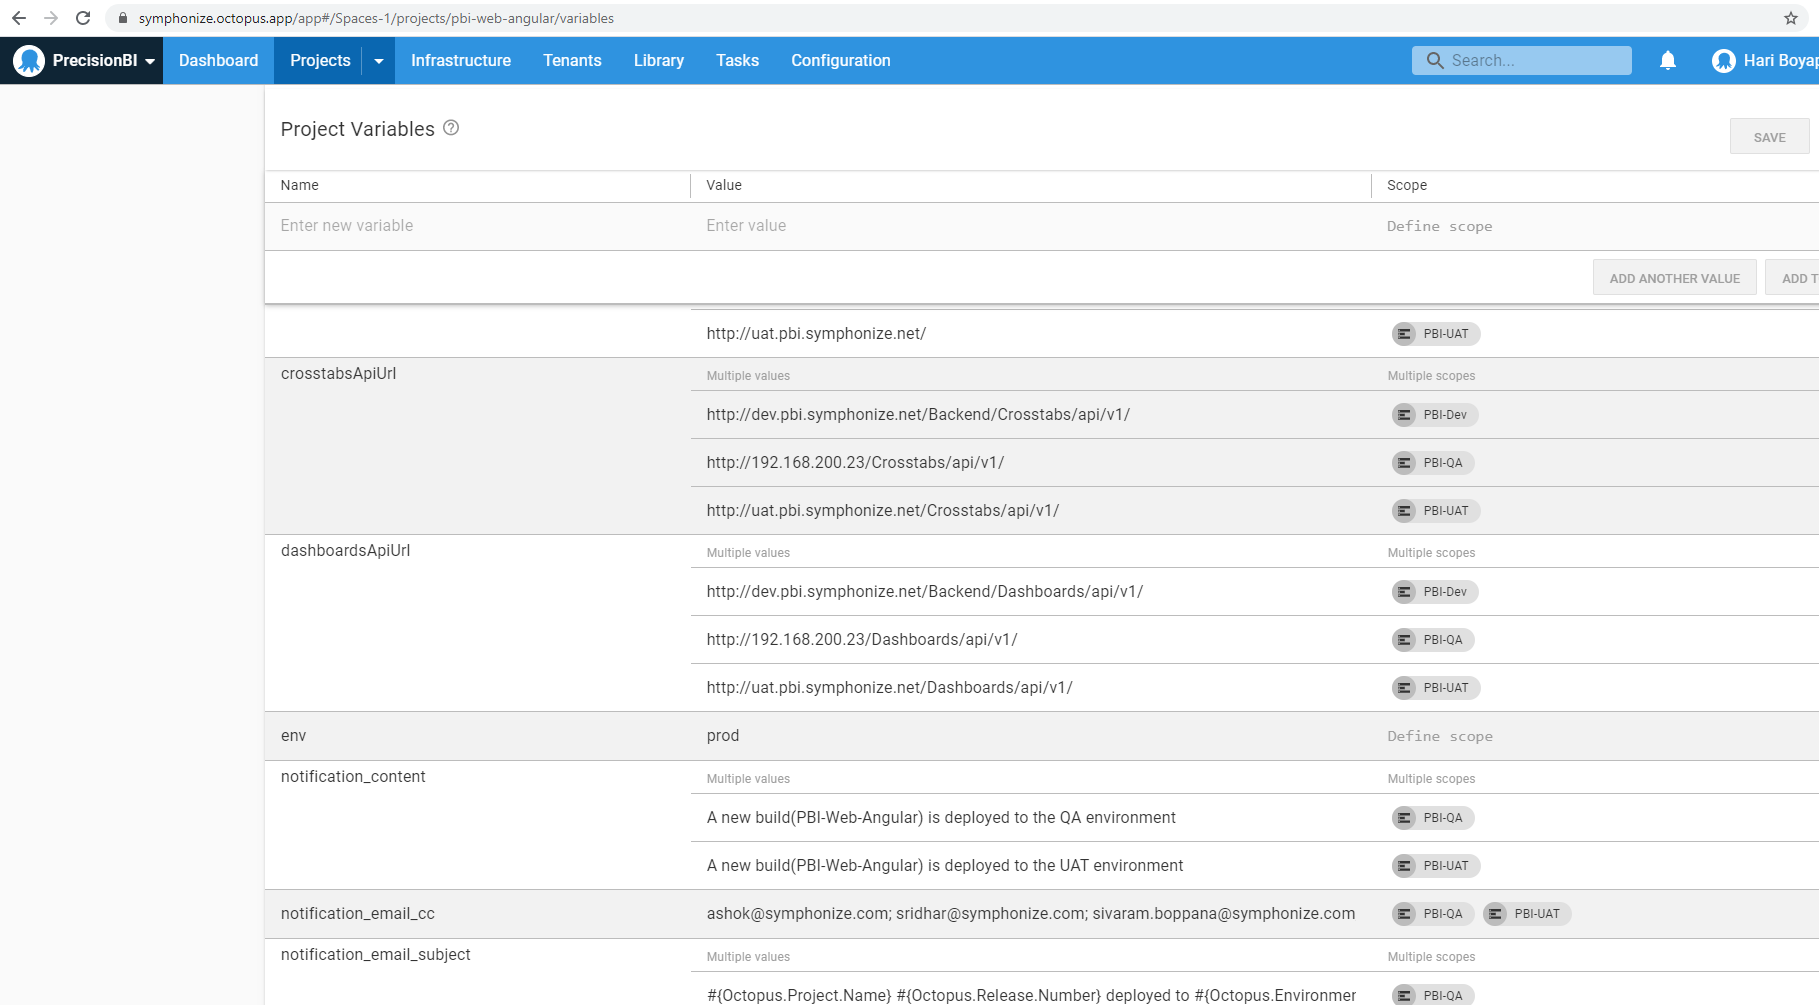 symphonize.octopus.app/app#/Spaces-1/projects/pbi-web-angular/variables
PrecisionBI Dashboard Projects Infrastructure Tenants Library Tasks Configuration Search... Hari Boyap
Project Variables ?
SAVE
Name Value Scope
Enter new variable Enter value Define scope
ADD ANOTHER VALUE ADD T
http://uat.pbi.symphonize.net/ PBI-UAT
crosstabsApiUrl Multiple values Multiple scopes
http://dev.pbi.symphonize.net/Backend/Crosstabs/api/v1/ PBI-Dev
http://192.168.200.23/Crosstabs/api/v1/ PBI-QA
http://uat.pbi.symphonize.net/Crosstabs/api/v1/ PBI-UAT
dashboardsApiUrl Multiple values Multiple scopes
http://dev.pbi.symphonize.net/Backend/Dashboards/api/v1/ PBI-Dev
http://192.168.200.23/Dashboards/api/v1/ PBI-QA
http://uat.pbi.symphonize.net/Dashboards/api/v1/ PBI-UAT
env prod Define scope
notification_content Multiple values Multiple scopes
A new build(PBI-Web-Angular) is deployed to the QA environment PBI-QA
A new build(PBI-Web-Angular) is deployed to the UAT environment PBI-UAT
notification_email_cc ashok@symphonize.com; sridhar@symphonize.com; sivaram.boppana@symphonize.com PBI-QA PBI-UAT
notification_email_subject Multiple values Multiple scopes
#{Octopus.Project.Name} #{Octopus.Release.Number} deployed to #{Octopus.Environmer PBI-QA